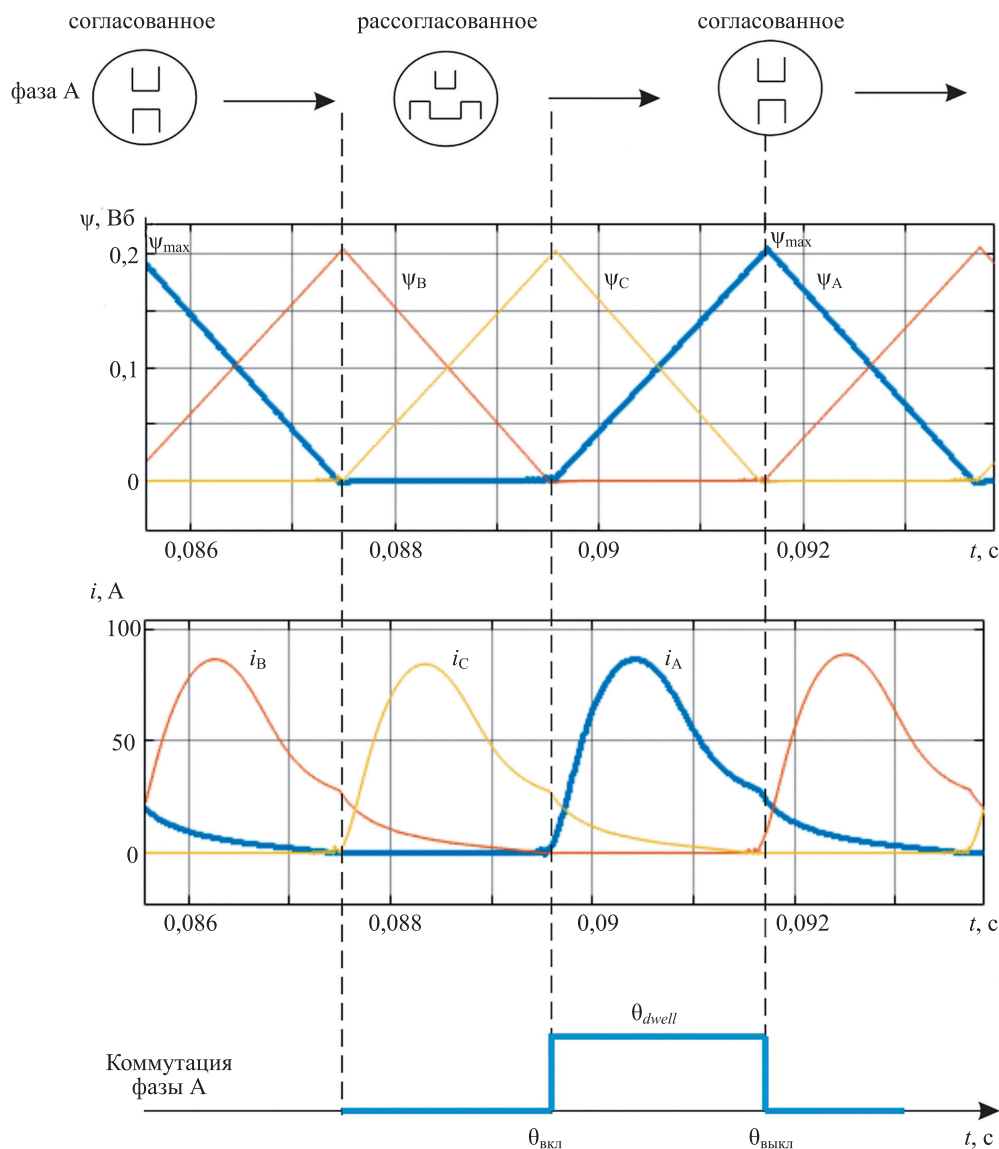 согласованное рассогласованное согласованное
фаза А
ψ, Вб
ψmax ψmax
0,2
ψB ψC ψA
0,1
0
0,086 0,088 0,09 0,092 t, с
i, А
100
iB iC iA
50
0
0,086 0,088 0,09 0,092 t, с
θdwell
Коммутация
фазы А
θвкл θвыкл t, с